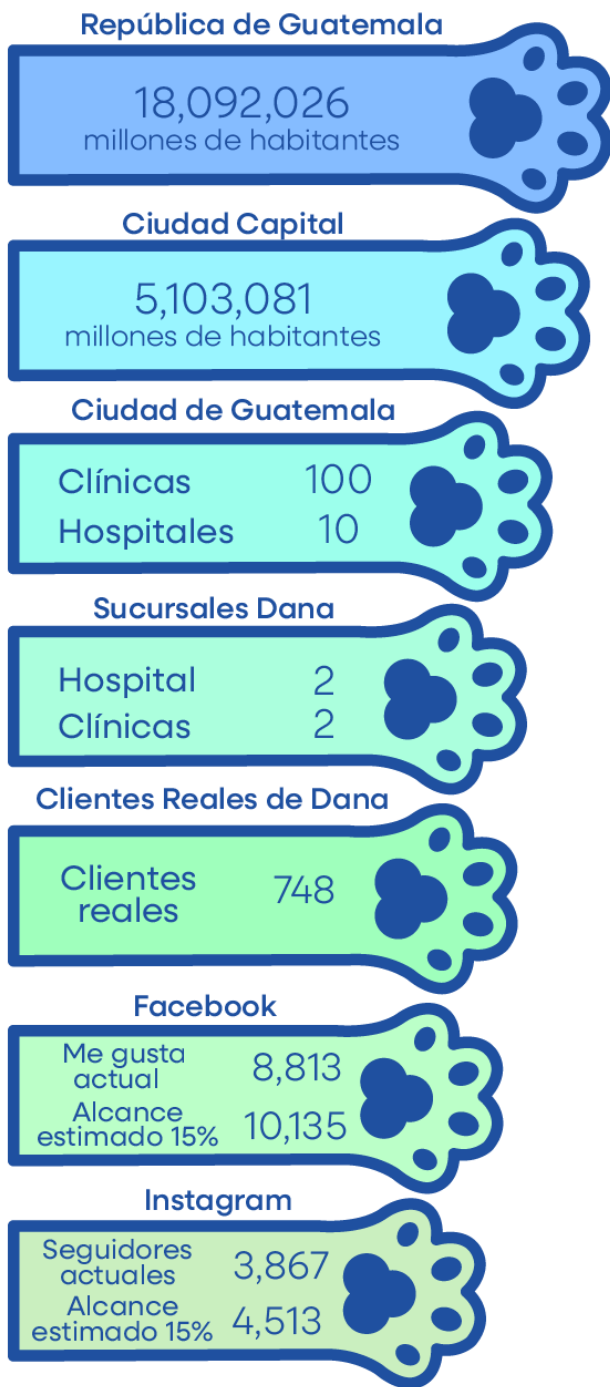 República de Guatemala
18,092,026
millones de habitantes
Ciudad Capital
5,103,081
millones de habitantes
Ciudad de Guatemala
Clínicas 100
Hospitales 10
Sucursales Dana
Hospital 2
Clínicas 2
Clientes Reales de Dana
Clientes
reales 748
Facebook
Me gusta
actual 8,813
Alcance
estimado 15% 10,135
Instagram
Seguidores
actuales 3,867
Alcance
estimado 15% 4,513